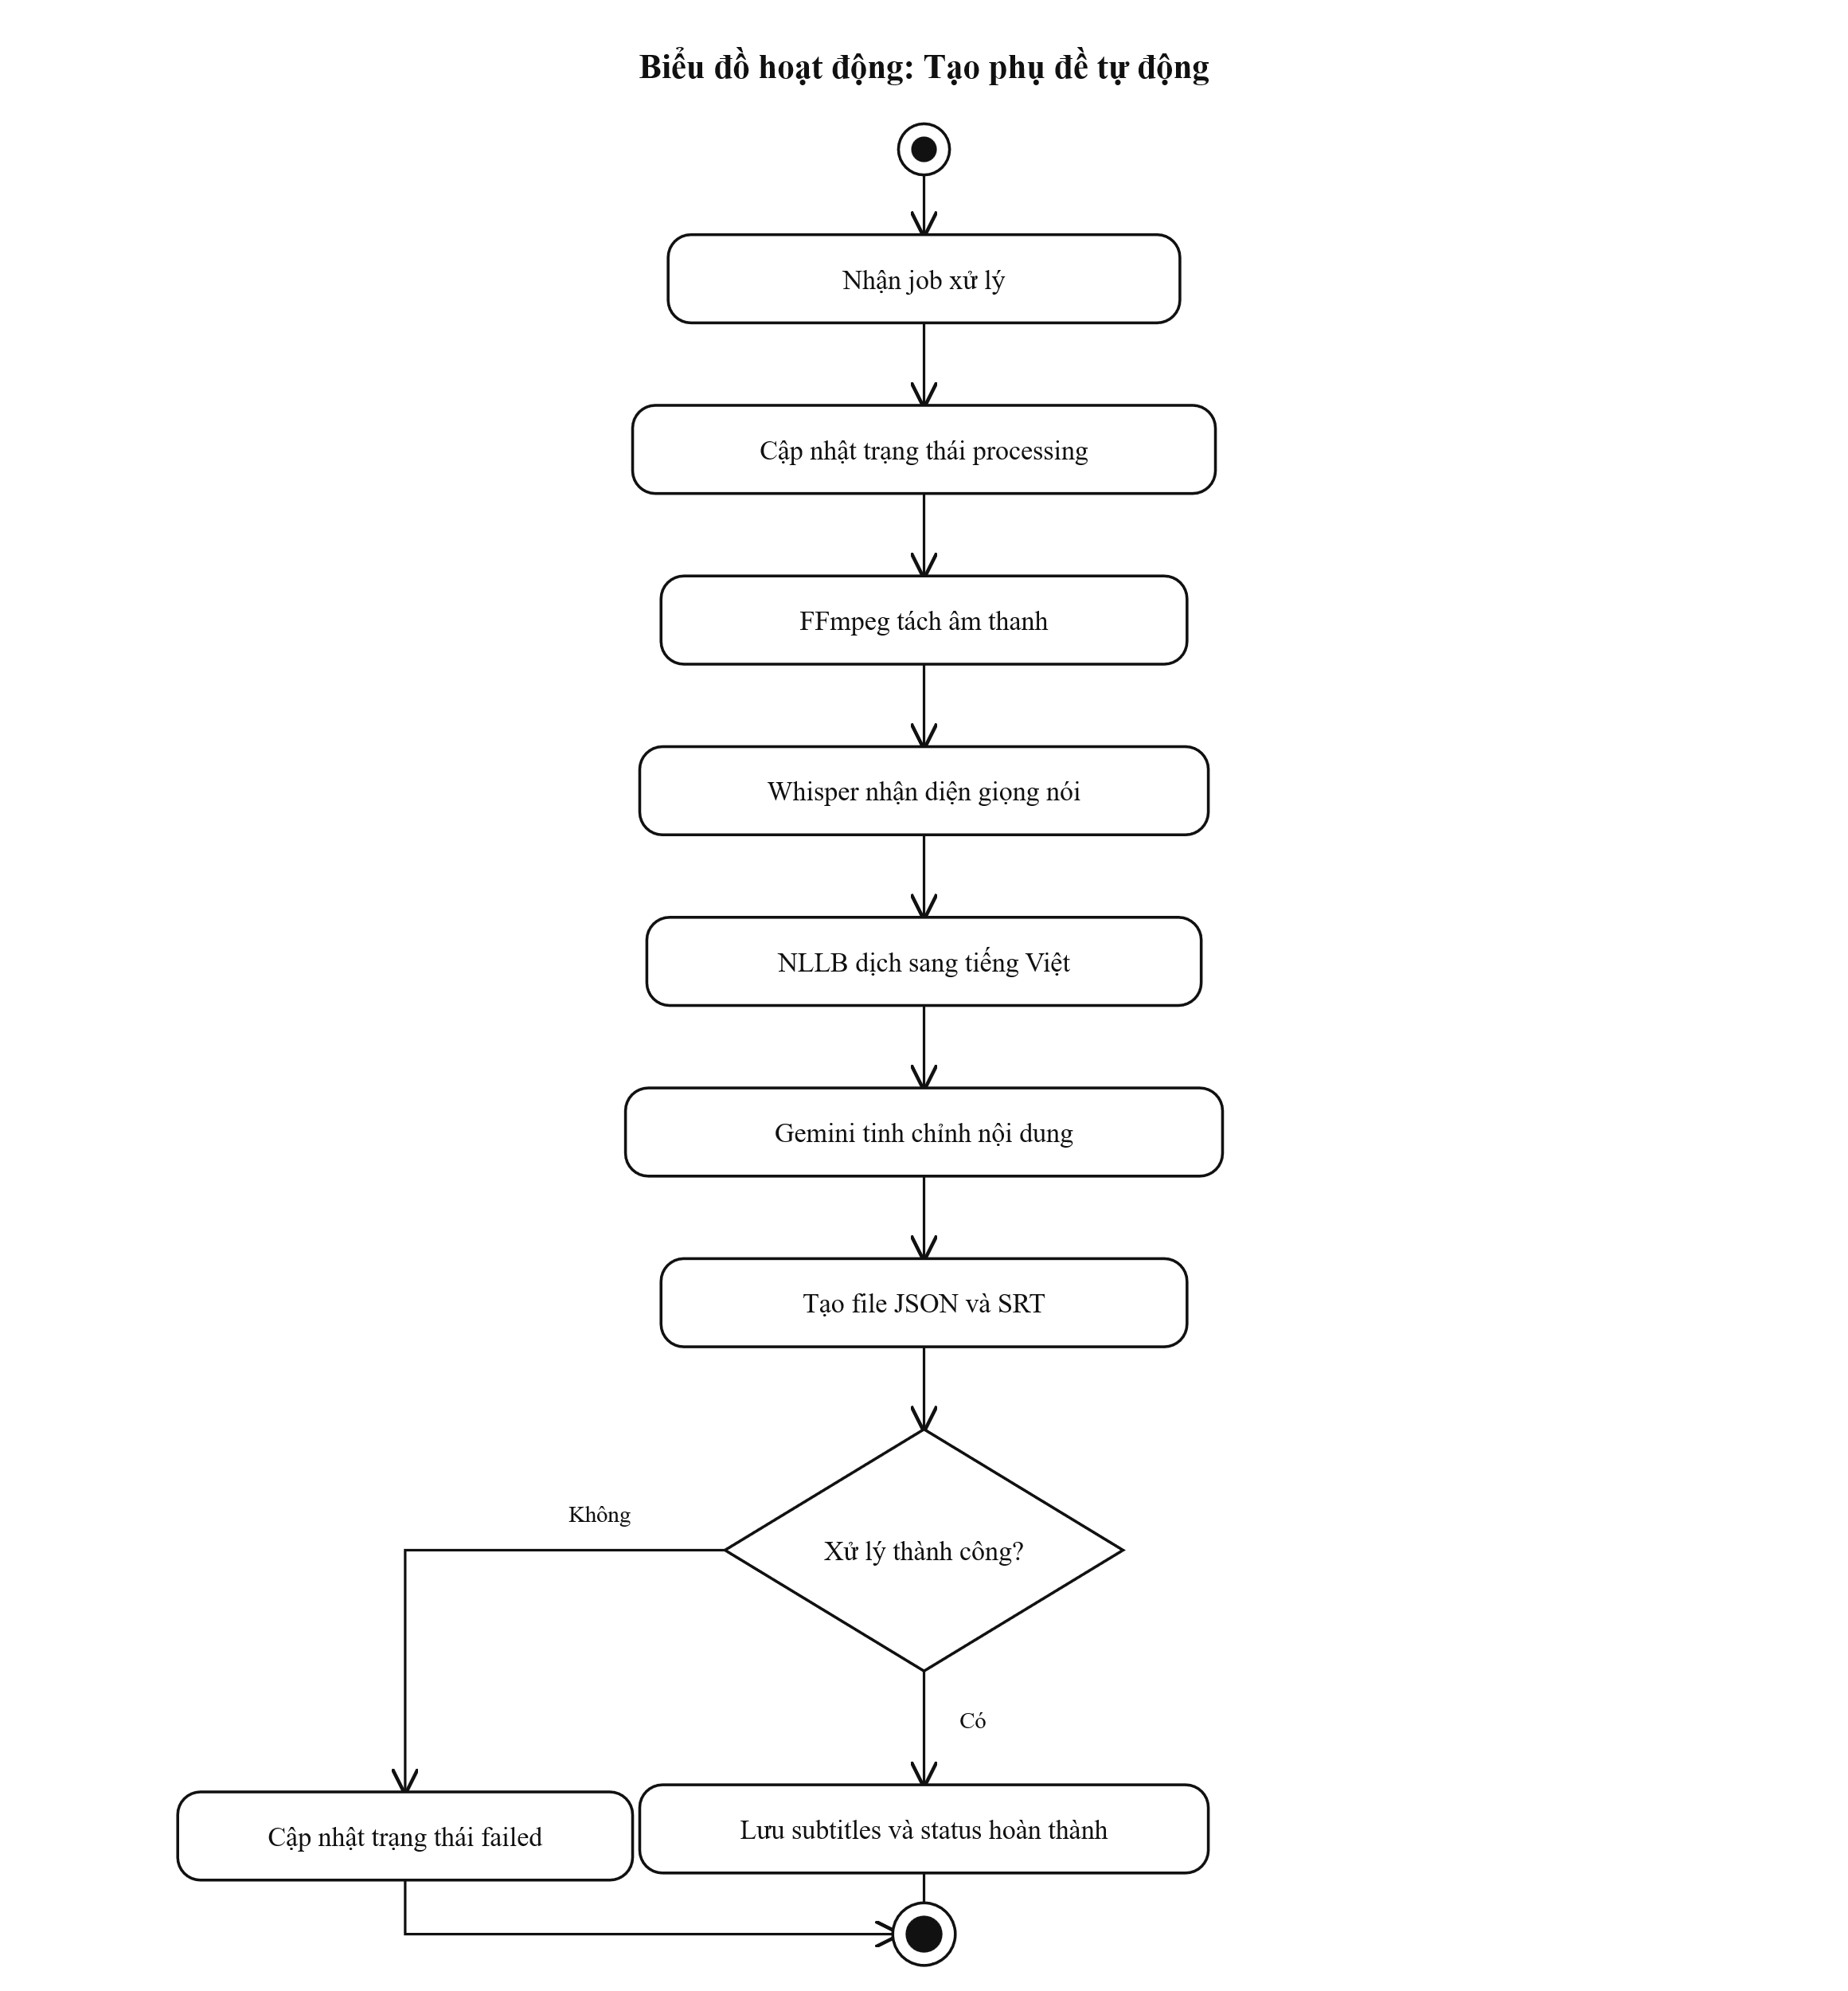 Biểu đồ hoạt động: Tạo phụ đề tự động
Nhận job xử lý
Cập nhật trạng thái processing
FFmpeg tách âm thanh
Whisper nhận diện giọng nói
NLLB dịch sang tiếng Việt
Gemini tinh chỉnh nội dung
Tạo file JSON và SRT
Không
Xử lý thành công?
Có
Cập nhật trạng thái failed
Lưu subtitles và status hoàn thành